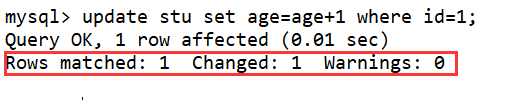 mysql> update stu set age=age+1 where id=1;
Query OK, 1 row affected (0.01 sec)
Rows matched: 1  Changed: 1  Warnings: 0